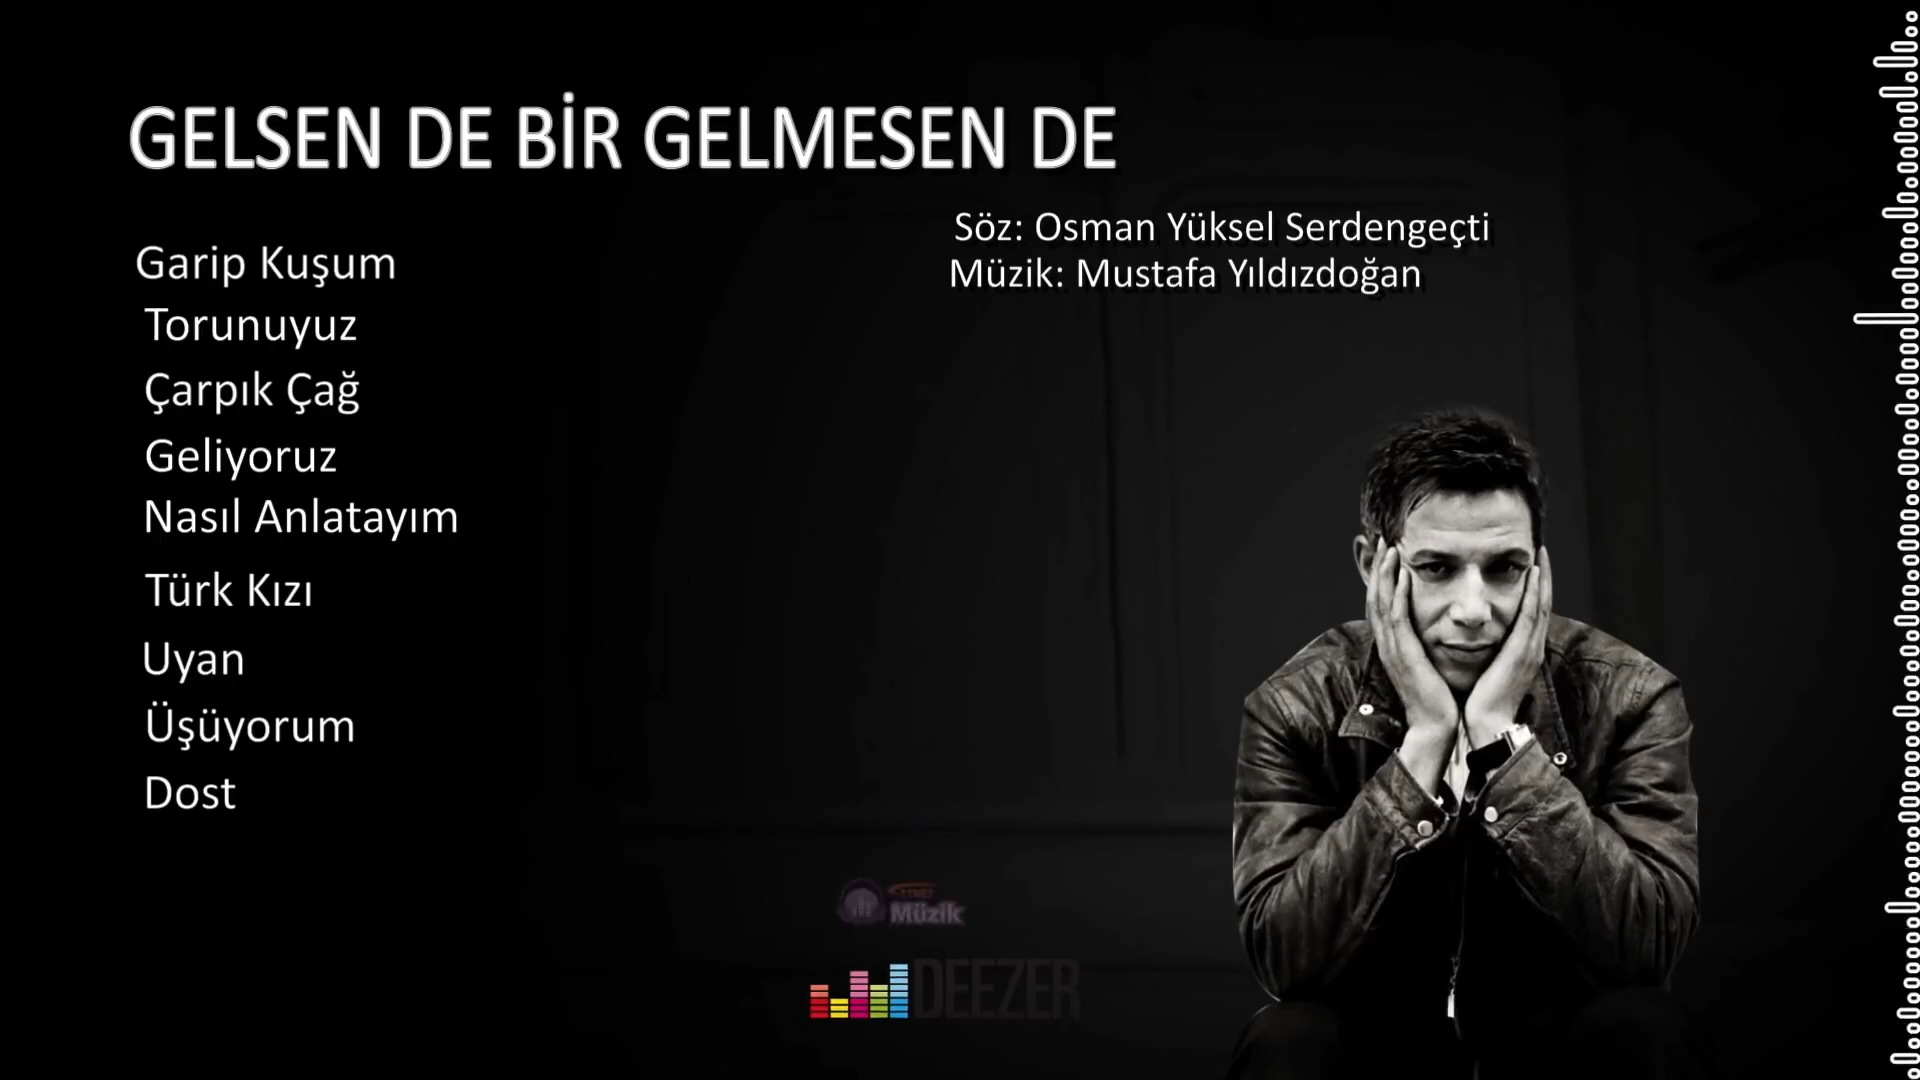 GELSEN DE BİR GELMESEN DE
Söz: Osman Yüksel Serdengeçti
Müzik: Mustafa Yıldızdoğan
Garip Kuşum
Torunuyuz
Çarpık Çağ
Geliyoruz
Nasıl Anlatayım
Türk Kızı
Uyan
Üşüyorum
Dost
Müzik
DEEZER